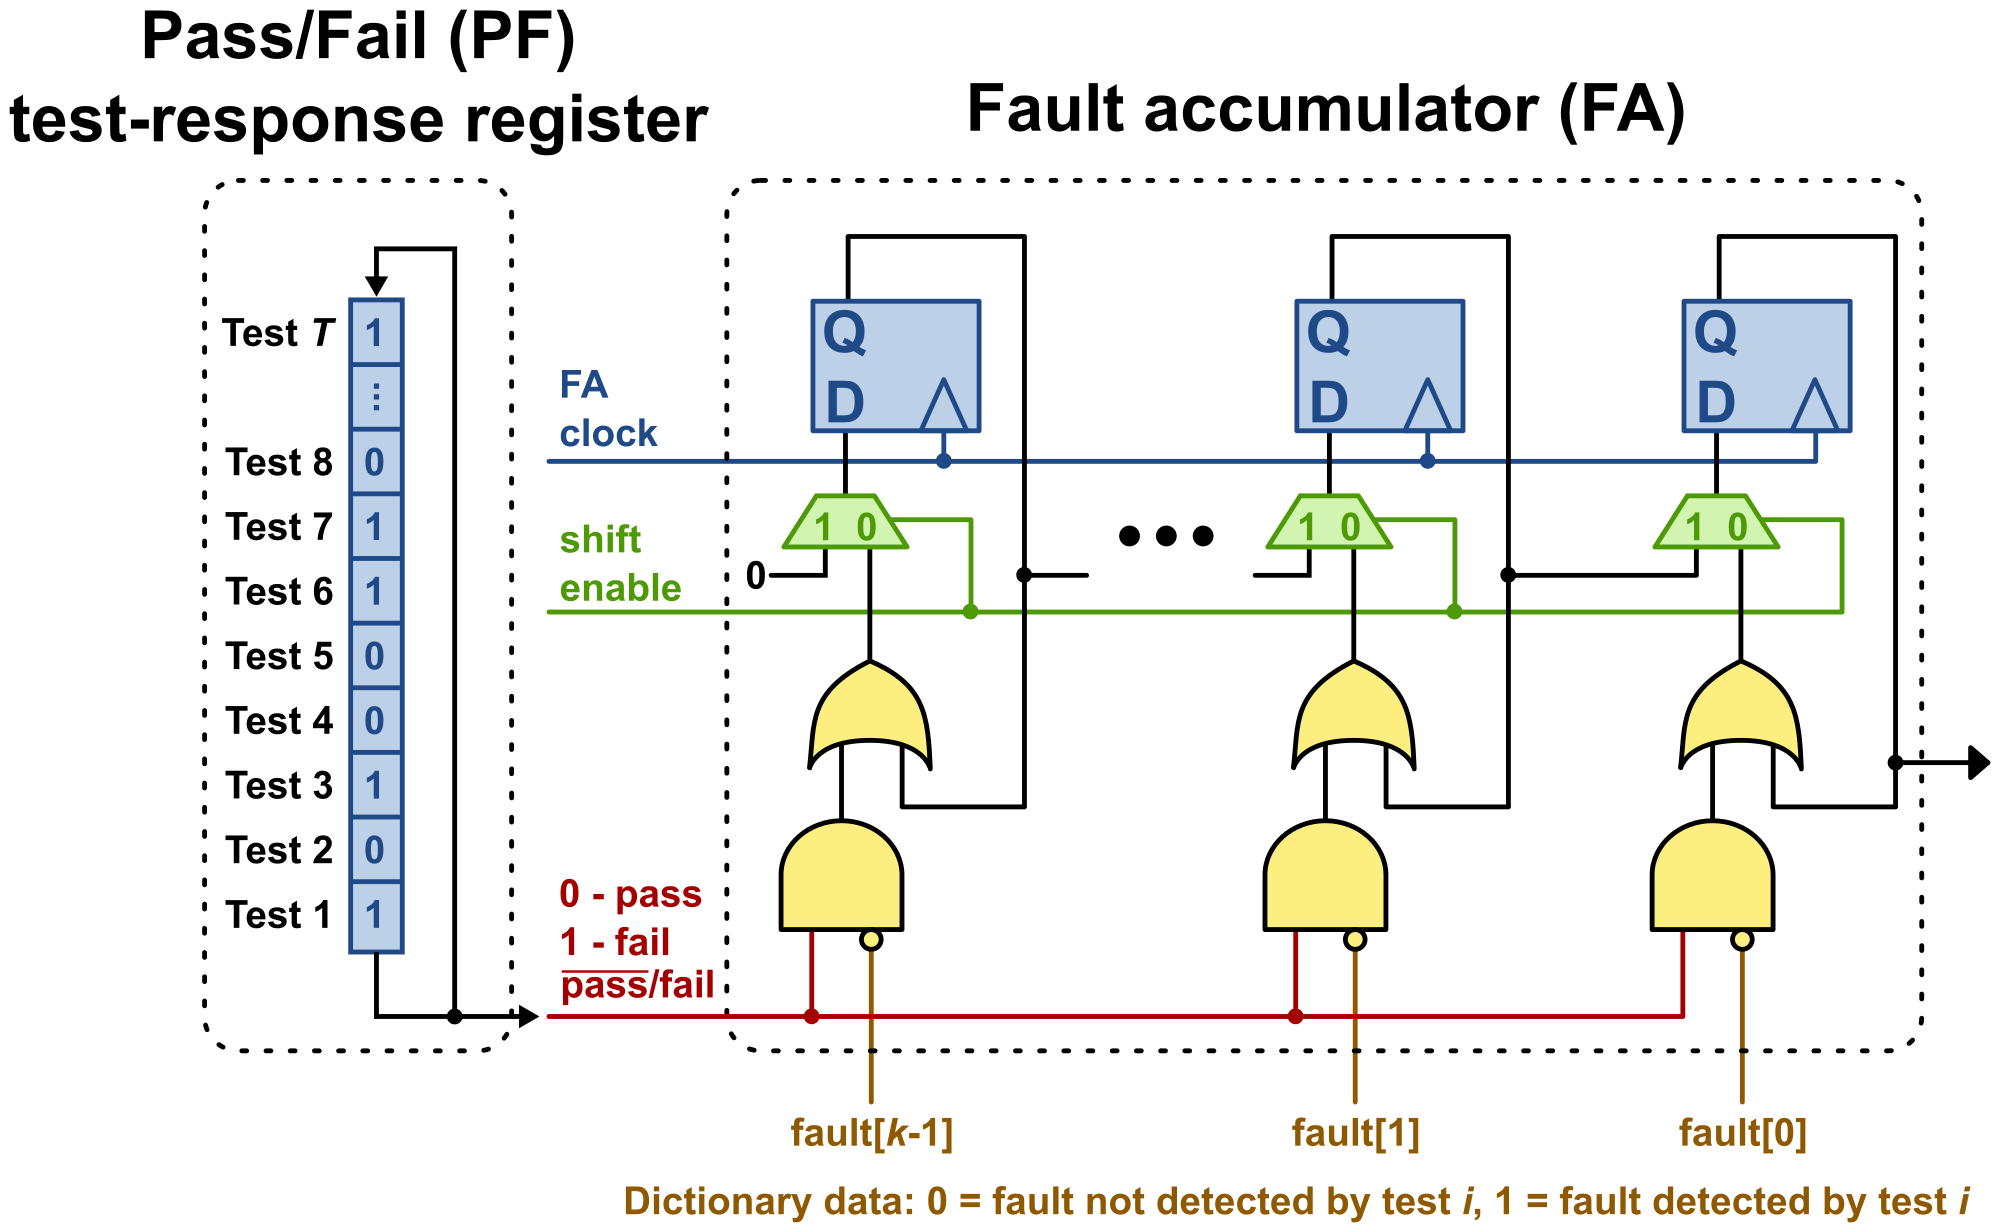 Pass/Fail (PF)
test-response register
Fault accumulator (FA)
Test T 1
⋮
Test 8 0
Test 7 1
Test 6 1
Test 5 0
Test 4 0
Test 3 1
Test 2 0
Test 1 1
FA
clock
shift
enable
0 - pass
1 - fail
pass/fail
Q
D
Q
D
Q
D
1 0
1 0
1 0
0
fault[k-1]
fault[1]
fault[0]
Dictionary data: 0 = fault not detected by test i, 1 = fault detected by test i